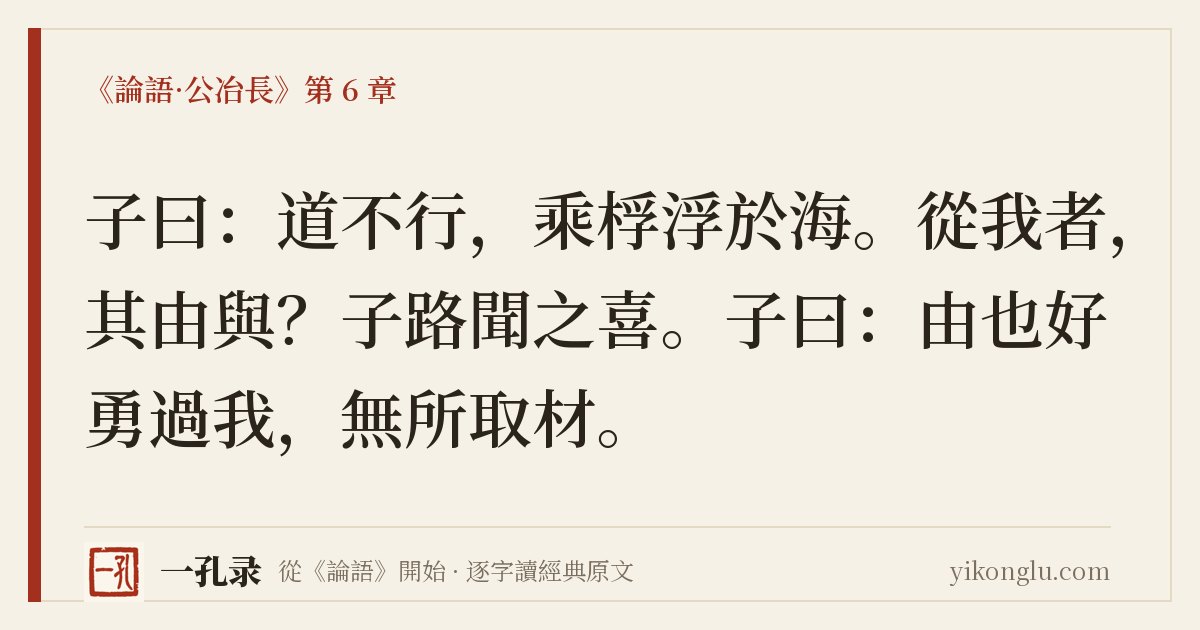 《論語·公冶長》第 6 章
子曰：道不行，乘桴浮於海。從我者，
其由與？子路聞之喜。子曰：由也好
勇過我，無所取材。
一孔
一孔录 從《論語》開始 · 逐字讀經典原文 yikonglu.com